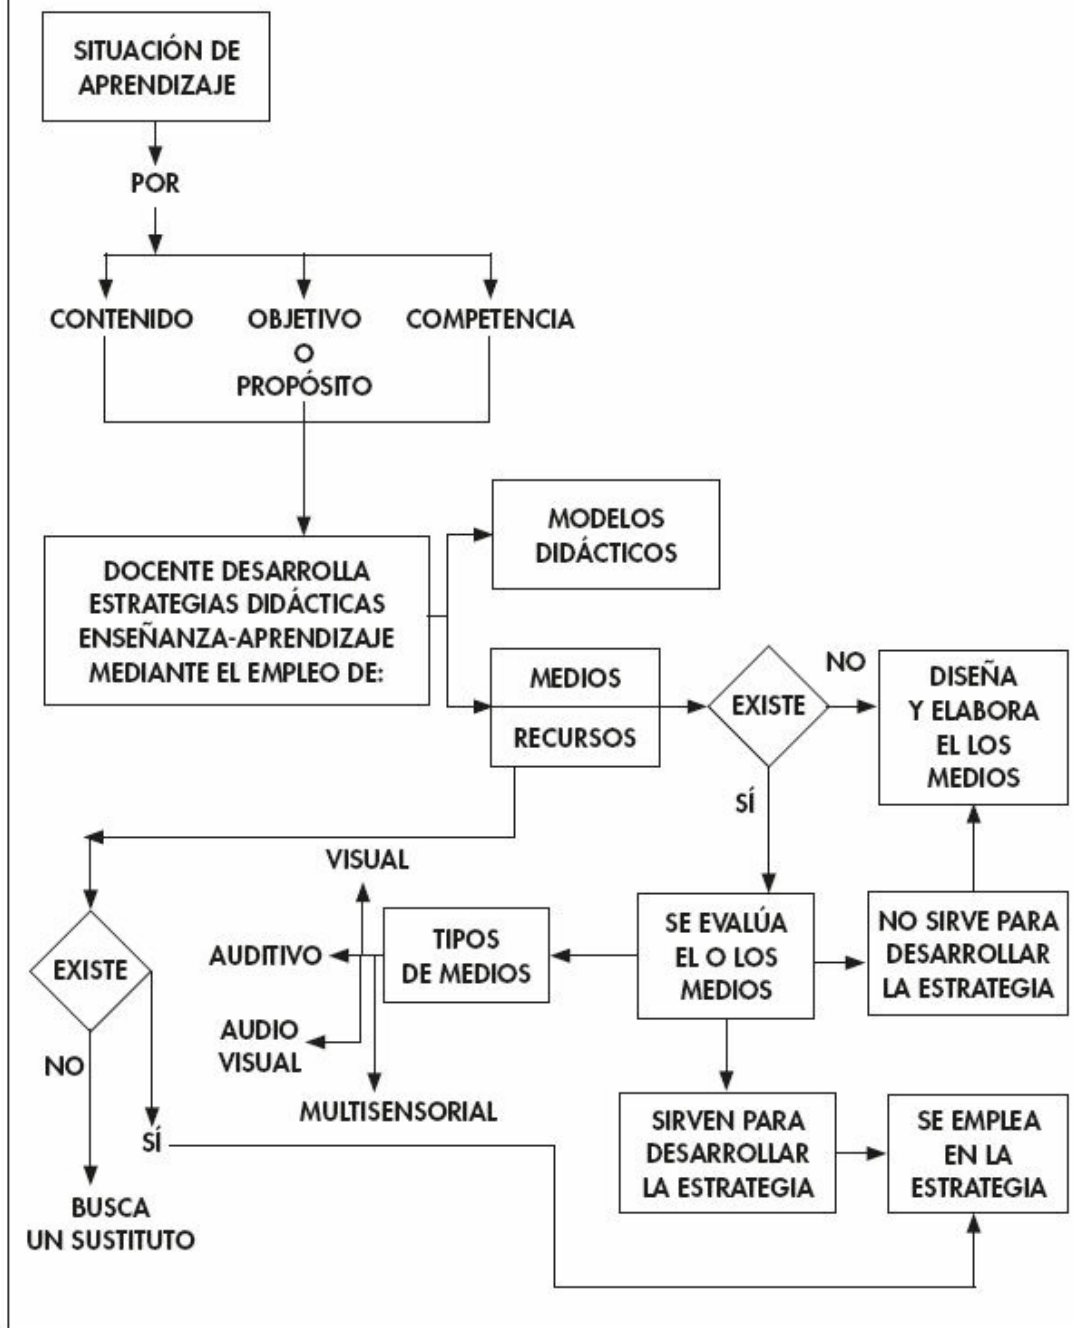 SITUACIÓN DE
APRENDIZAJE
POR
CONTENIDO
OBJETIVO
O
PROPÓSITO
COMPETENCIA
DOCENTE DESARROLLA
ESTRATEGIAS DIDÁCTICAS
ENSEÑANZA-APRENDIZAJE
MEDIANTE EL EMPLEO DE:
MODELOS
DIDÁCTICOS
MEDIOS
RECURSOS
EXISTE
NO
DISEÑA
Y ELABORA
EL LOS
MEDIOS
SÍ
VISUAL
TIPOS
DE MEDIOS
AUDITIVO
AUDIO
VISUAL
MULTISENSORIAL
SE EVALÚA
EL O LOS
MEDIOS
NO SIRVE PARA
DESARROLLAR
LA ESTRATEGIA
EXISTE
NO
SÍ
BUSCA
UN SUSTITUTO
SIRVEN PARA
DESARROLLAR
LA ESTRATEGIA
SE EMPLEA
EN LA
ESTRATEGIA